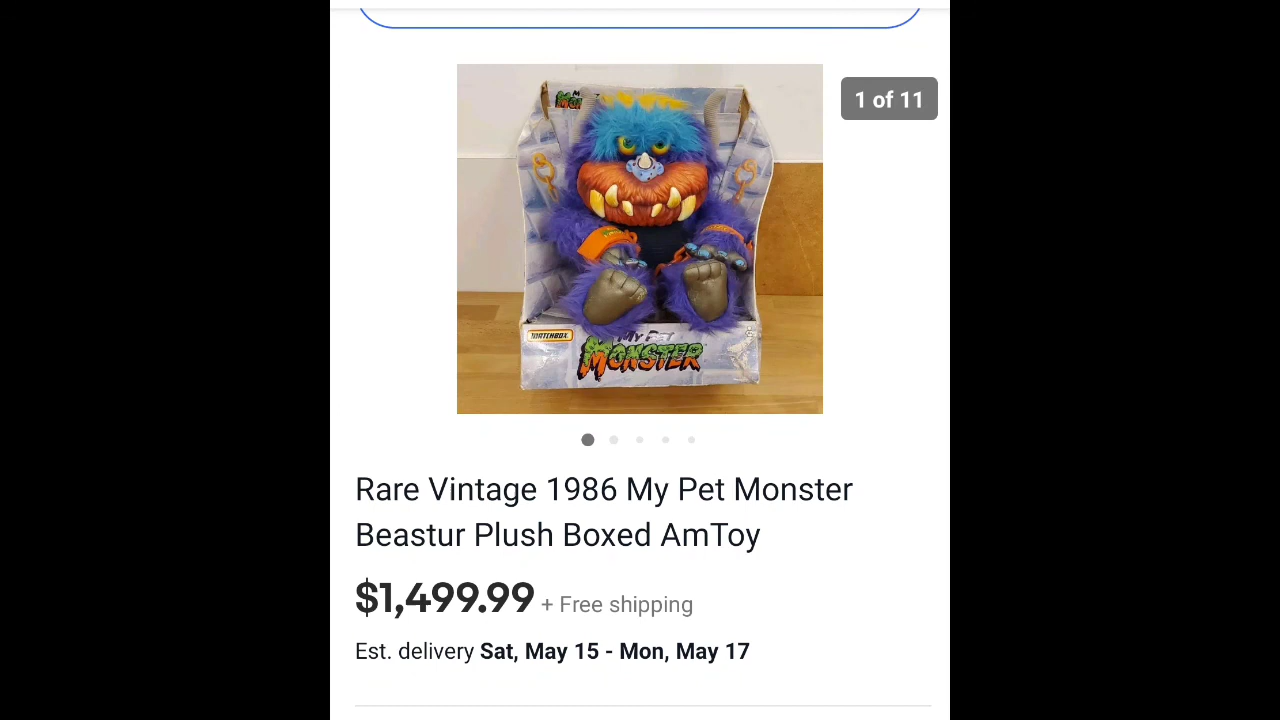 1 of 11
MATCHBOX
MY PET
MONSTER
Rare Vintage 1986 My Pet Monster
Beastur Plush Boxed AmToy
$1,499.99 + Free shipping
Est. delivery Sat, May 15 - Mon, May 17